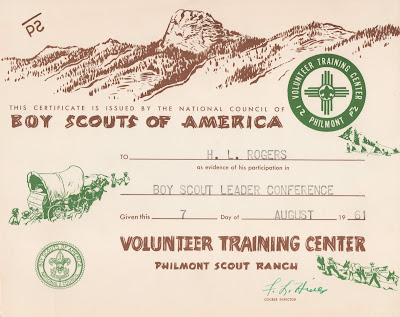 THIS CERTIFICATE IS ISSUED BY THE NATIONAL COUNCIL OF
BOY SCOUTS OF AMERICA
VOLUNTEER TRAINING CENTER
PHILMONT
TO H. L. ROGERS
as evidence of his participation in
BOY SCOUT LEADER CONFERENCE
Given this 7 Day of AUGUST 19 61
VOLUNTEER TRAINING CENTER
PHILMONT SCOUT RANCH
COURSE DIRECTOR